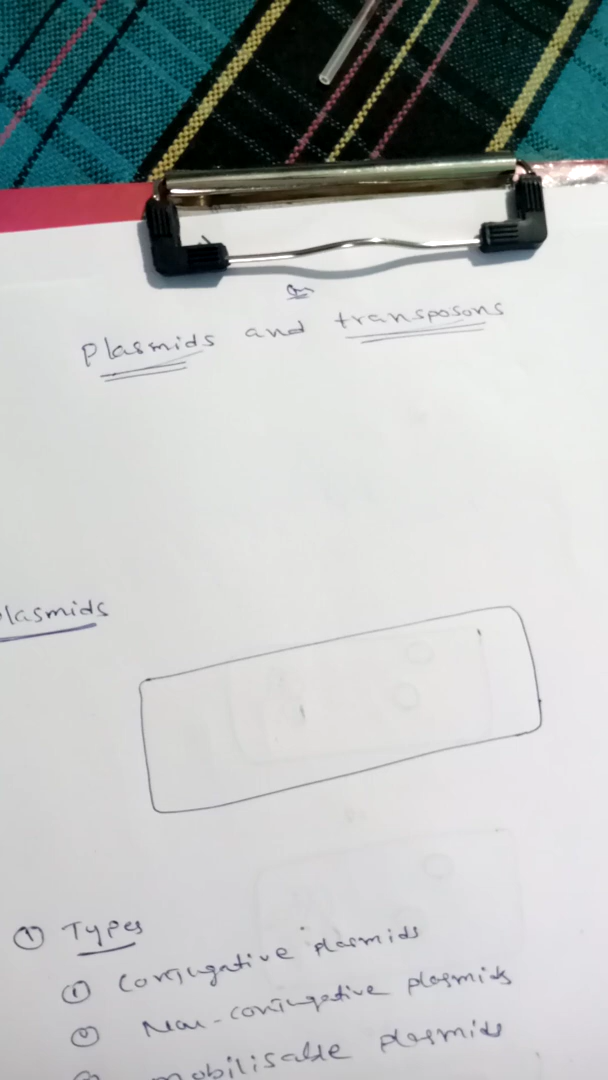 Plasmids and transposons
lasmids
① Types
① Conjugative plasmids
② Non-conjugative plasmids
mobilisable plasmids